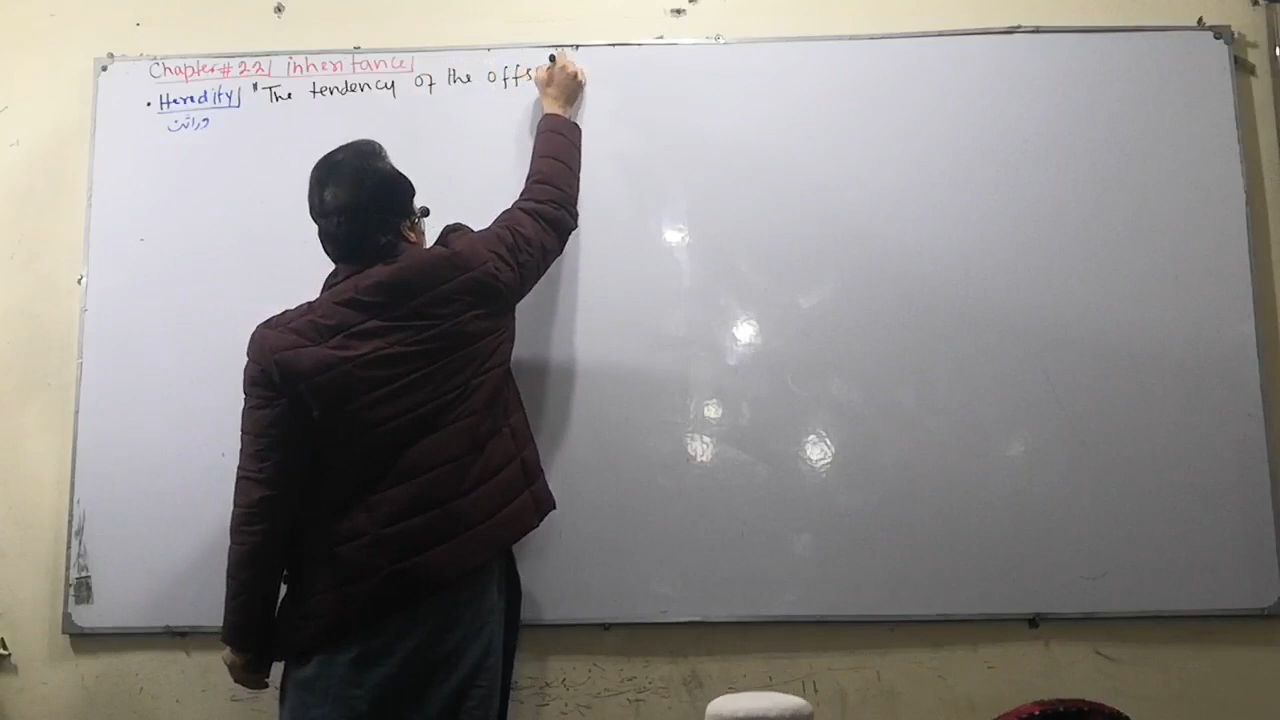 Chapter# 22 inheritance
• Heredity "The tendency of the offs
وراثت